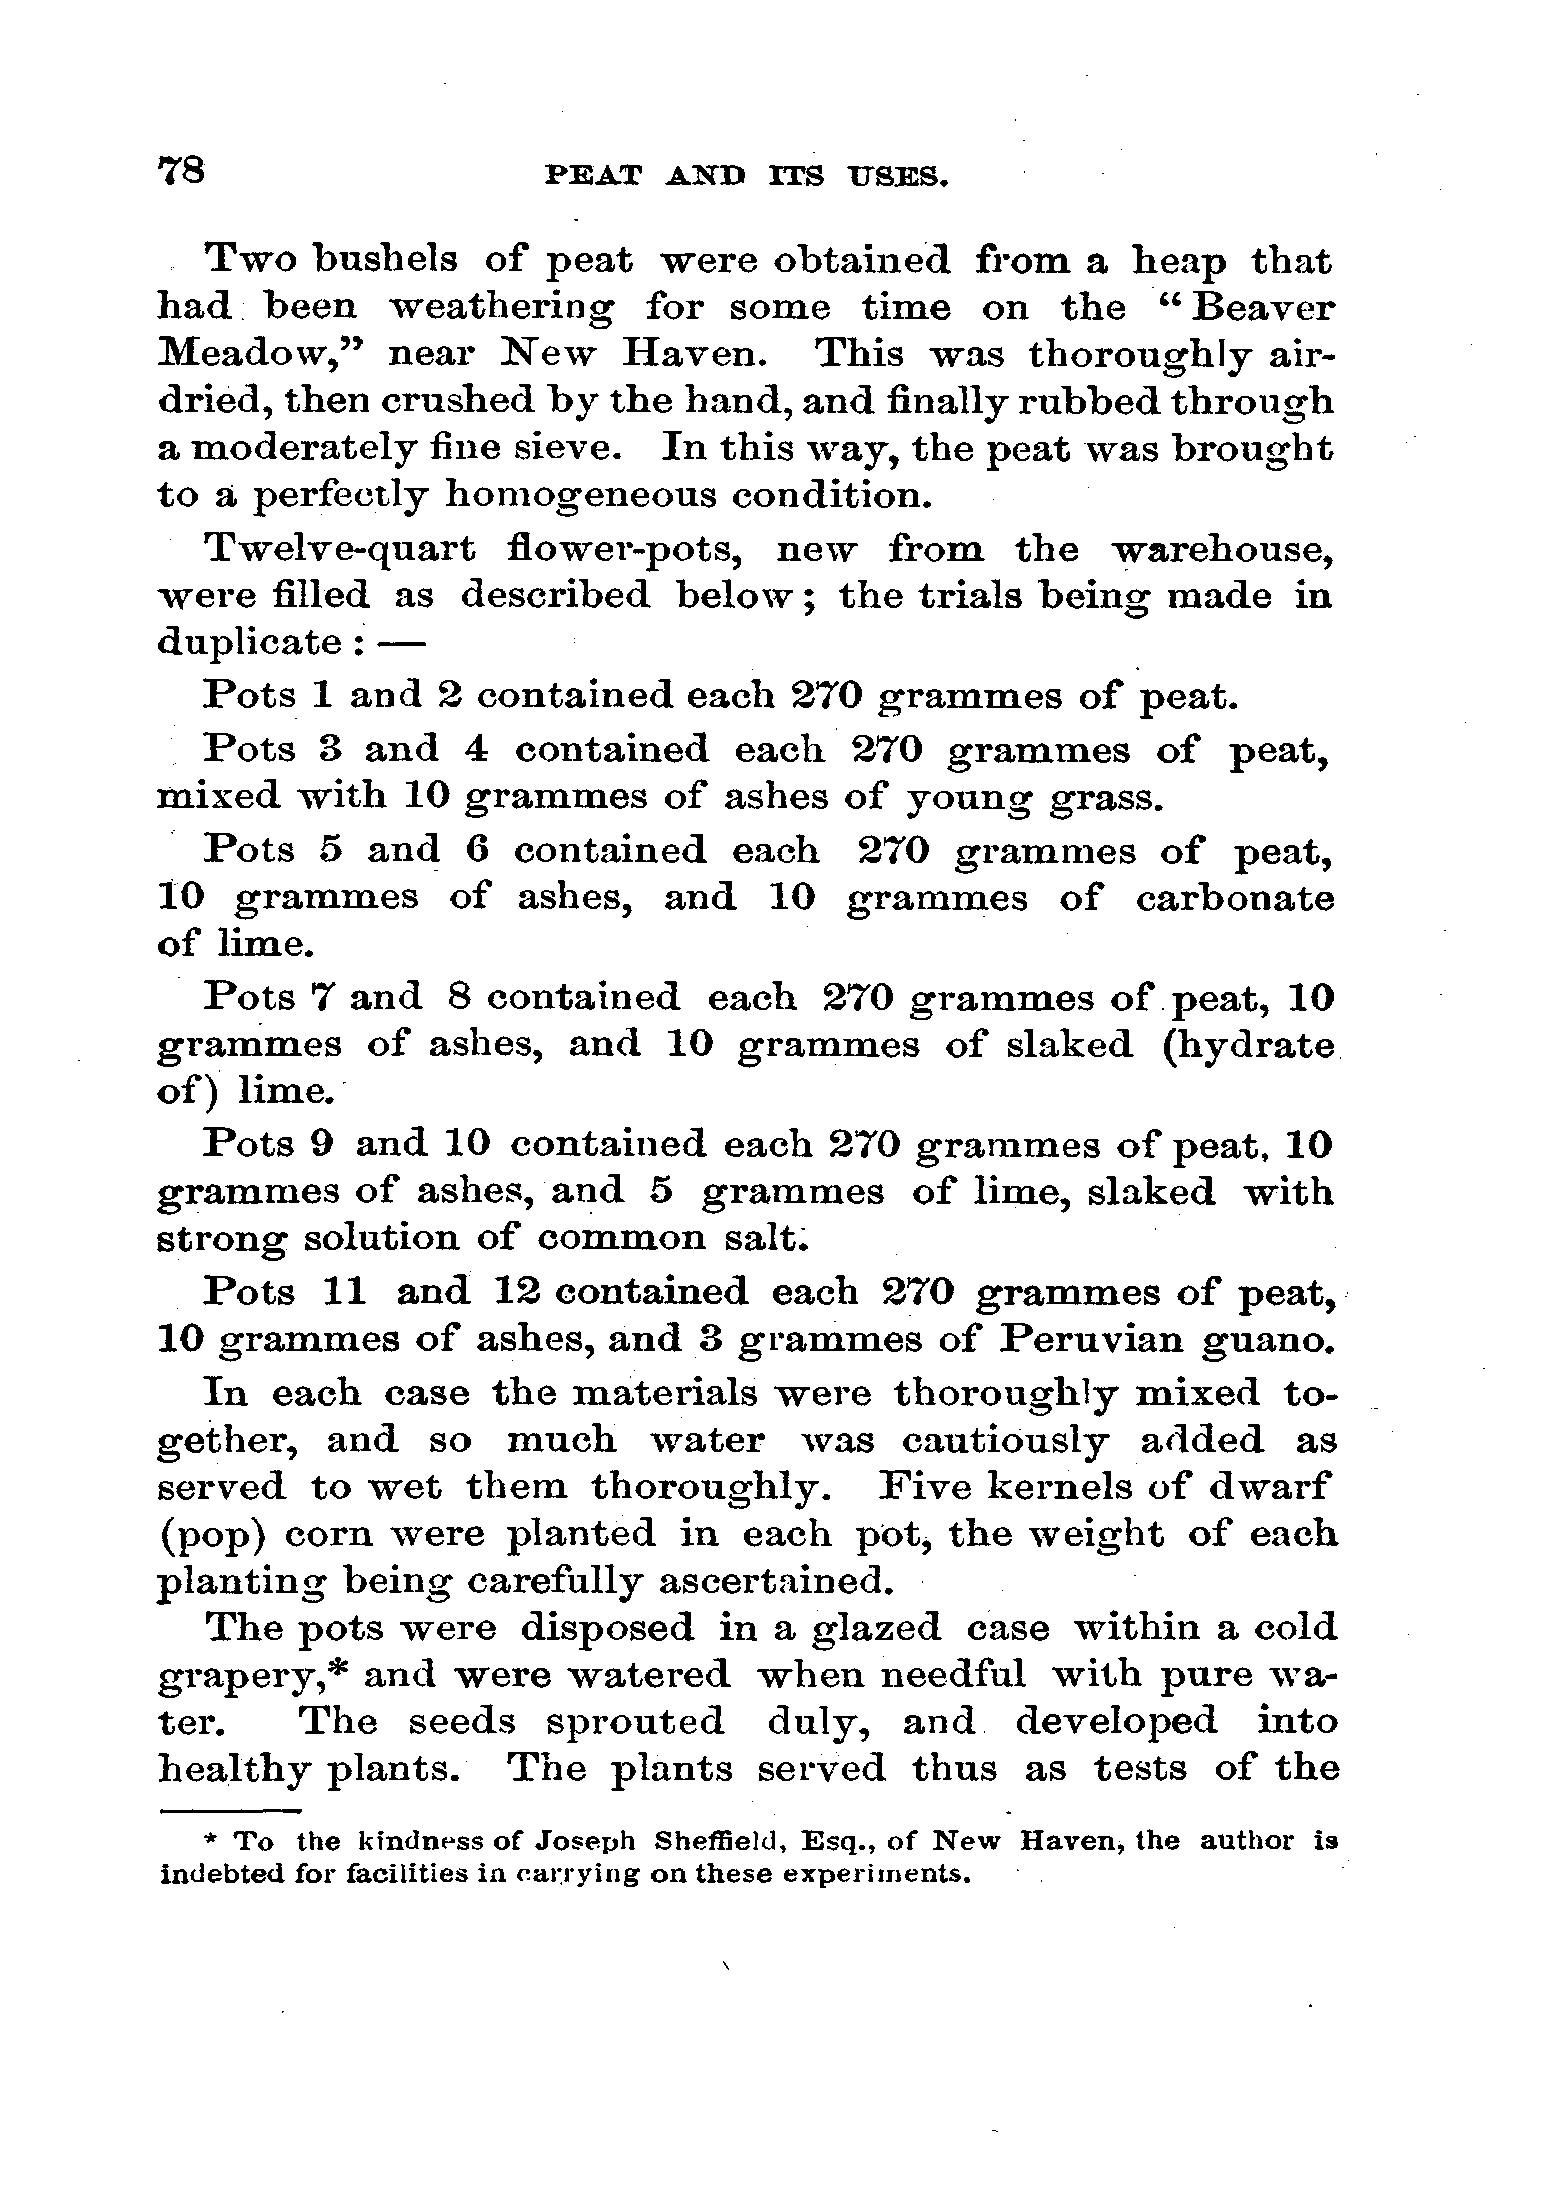 78 PEAT AND ITS USES.
Two bushels of peat were obtained from a heap that
had been weathering for some time on the “Beaver
Meadow,” near New Haven. This was thoroughly air-
dried, then crushed by the hand, and finally rubbed through
a moderately fine sieve. In this way, the peat was brought
to a perfectly homogeneous condition.
Twelve-quart flower-pots, new from the warehouse,
were filled as described below; the trials being made in
duplicate:—
Pots 1 and 2 contained each 270 grammes of peat.
Pots 3 and 4 contained each 270 grammes of peat,
mixed with 10 grammes of ashes of young grass.
Pots 5 and 6 contained each 270 grammes of peat,
10 grammes of ashes, and 10 grammes of carbonate
of lime.
Pots 7 and 8 contained each 270 grammes of peat, 10
grammes of ashes, and 10 grammes of slaked (hydrate
of) lime.
Pots 9 and 10 contained each 270 grammes of peat, 10
grammes of ashes, and 5 grammes of lime, slaked with
strong solution of common salt.
Pots 11 and 12 contained each 270 grammes of peat,
10 grammes of ashes, and 3 grammes of Peruvian guano.
In each case the materials were thoroughly mixed to-
gether, and so much water was cautiously added as
served to wet them thoroughly. Five kernels of dwarf
(pop) corn were planted in each pot, the weight of each
planting being carefully ascertained.
The pots were disposed in a glazed case within a cold
grapery,* and were watered when needful with pure wa-
ter. The seeds sprouted duly, and developed into
healthy plants. The plants served thus as tests of the
* To the kindness of Joseph Sheffield, Esq., of New Haven, the author is
indebted for facilities in carrying on these experiments.